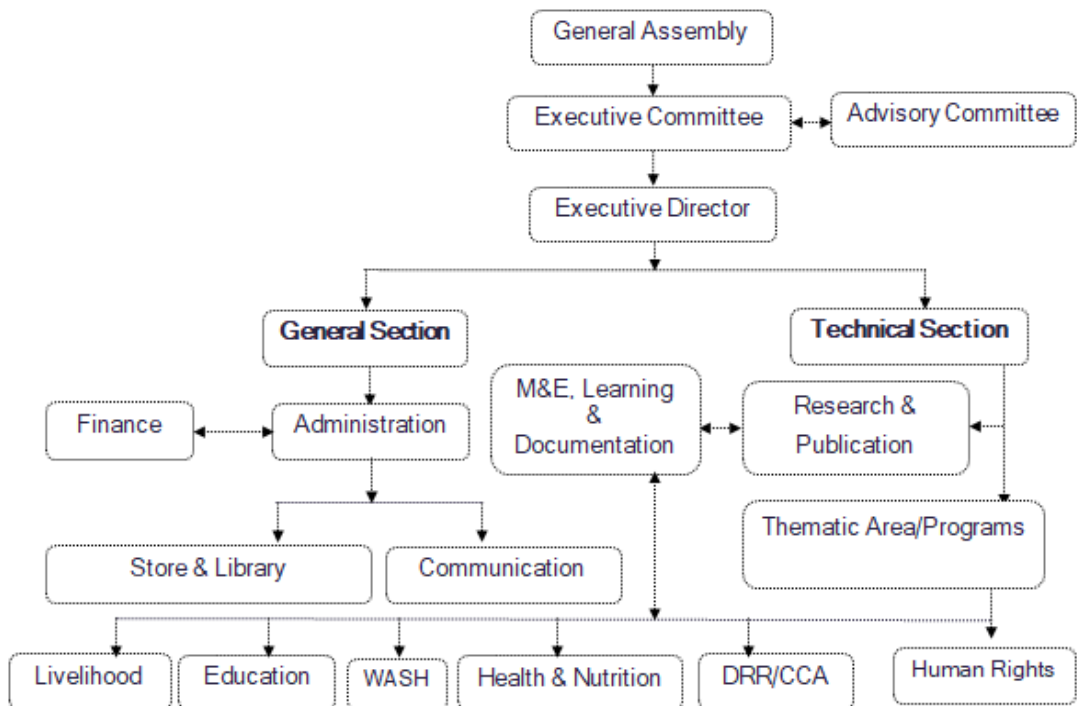 General Assembly
Executive Committee
Advisory Committee
Executive Director
General Section
Technical Section
M&E, Learning
&
Documentation
Research &
Publication
Finance
Administration
Thematic Area/Programs
Store & Library
Communication
Livelihood
Education
WASH
Health & Nutrition
DRR/CCA
Human Rights